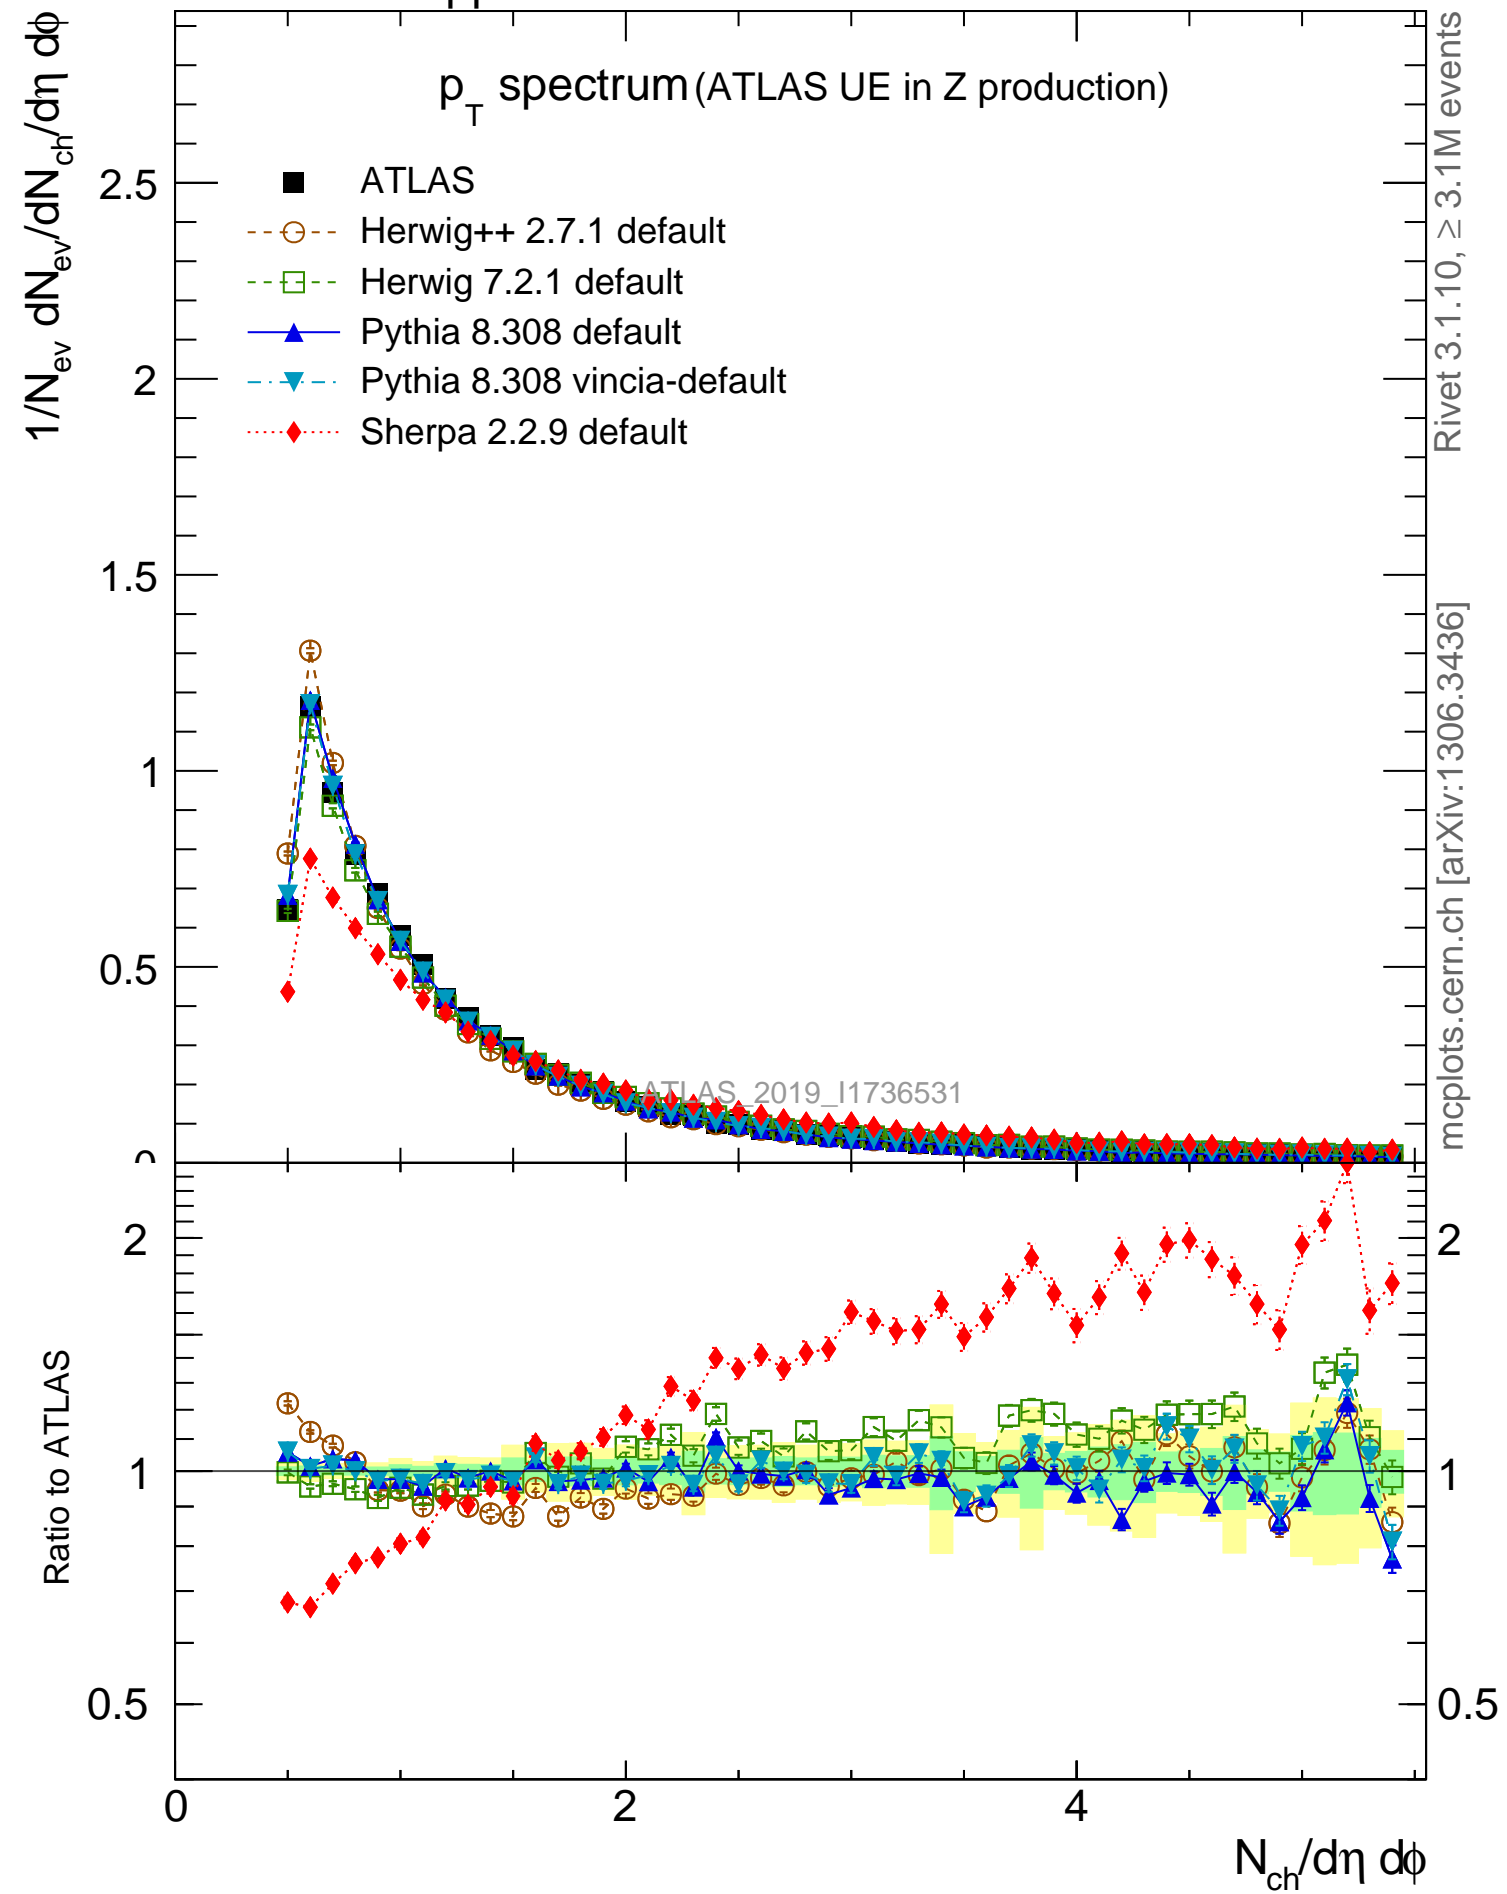 p_T spectrum (ATLAS UE in Z production)
1/N_ev dN_ev/dN_ch/dη dϕ
ATLAS
Herwig++ 2.7.1 default
Herwig 7.2.1 default
Pythia 8.308 default
Pythia 8.308 vincia-default
Sherpa 2.2.9 default
2.5
2
1.5
1
0.5
0
ATLAS_2019_I1736531
Rivet 3.1.10, ≥ 3.1M events
mcplots.cern.ch [arXiv:1306.3436]
Ratio to ATLAS
2
1
0.5
2
1
0.5
0
2
4
N_ch/dη dϕ